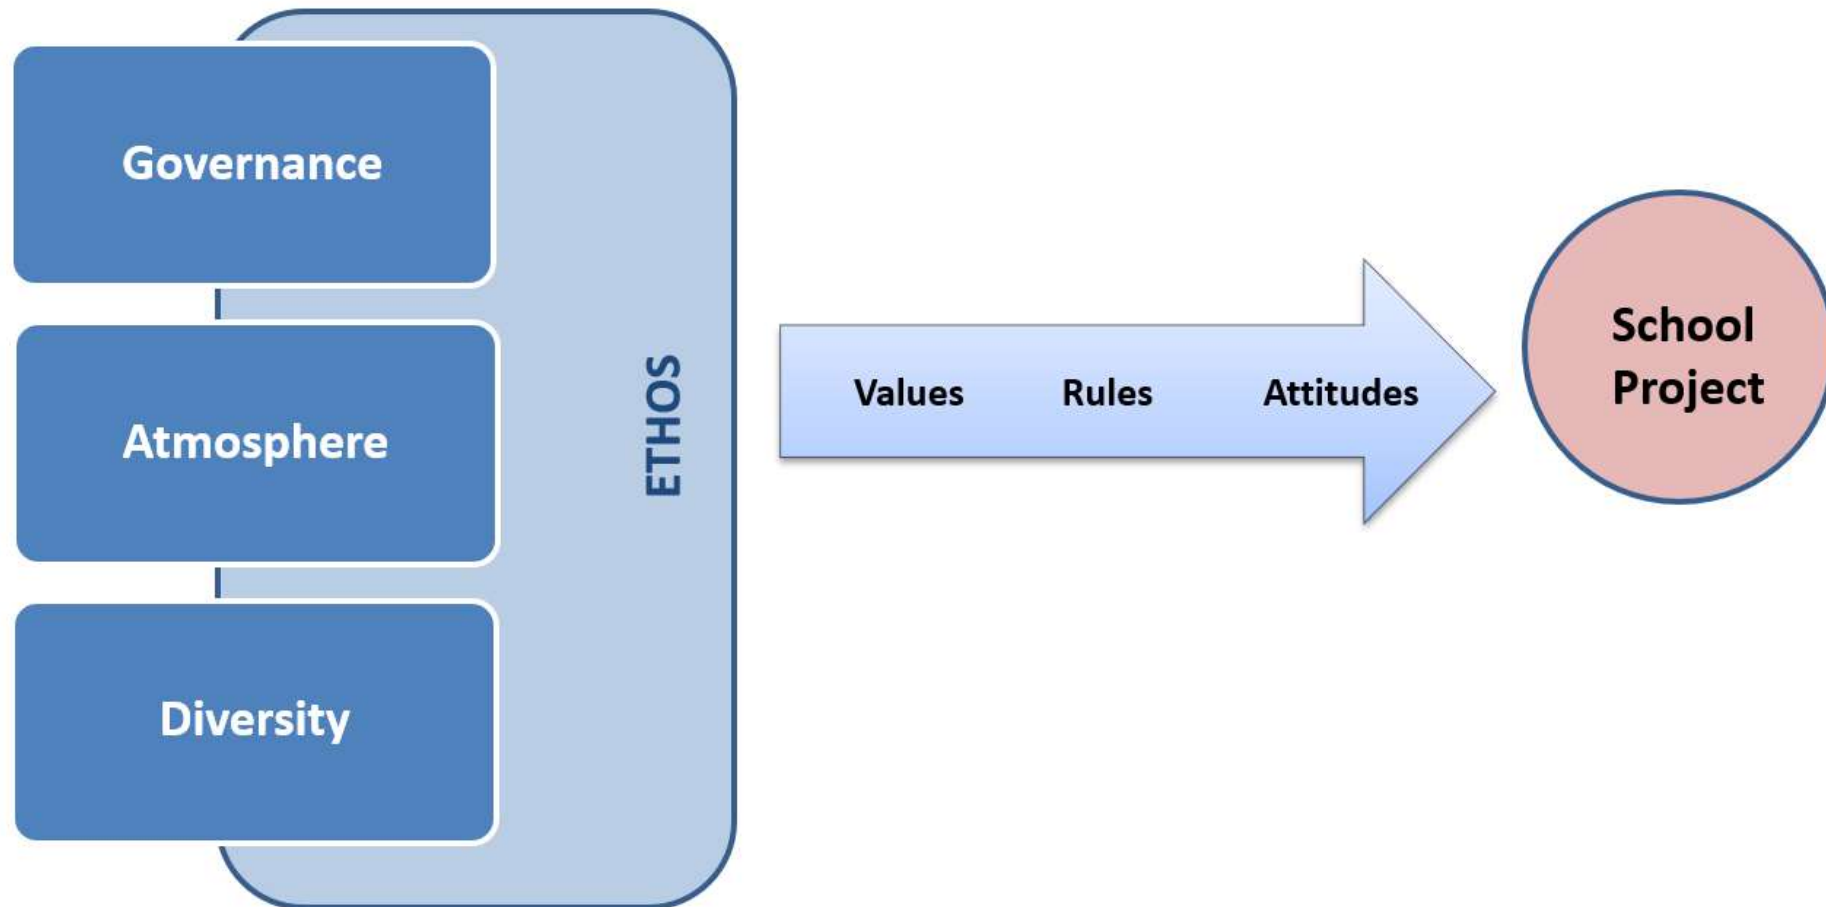 Governance
Atmosphere
Diversity
ETHOS
Values Rules Attitudes
School
Project